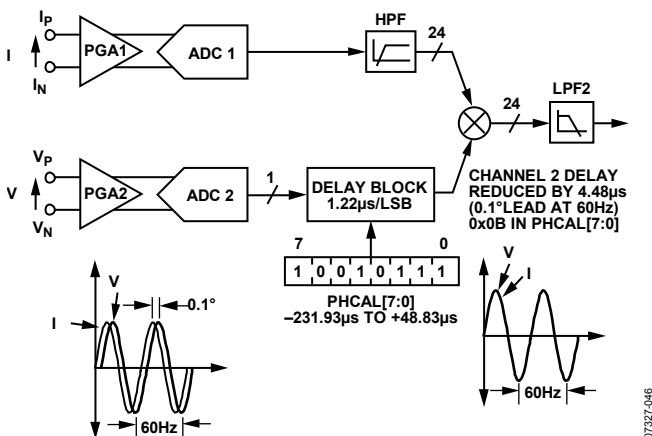 I
IP
IN
PGA1
ADC 1
HPF
24
24
LPF2
V
VP
VN
PGA2
ADC 2
1
DELAY BLOCK
1.22µs/LSB
CHANNEL 2 DELAY
REDUCED BY 4.48µs
(0.1°LEAD AT 60Hz)
0x0B IN PHCAL[7:0]
7 0
1 0 0 1 0 1 1 1
PHCAL[7:0]
–231.93µs TO +48.83µs
V
I
0.1°
60Hz
V
I
60Hz
07327-046